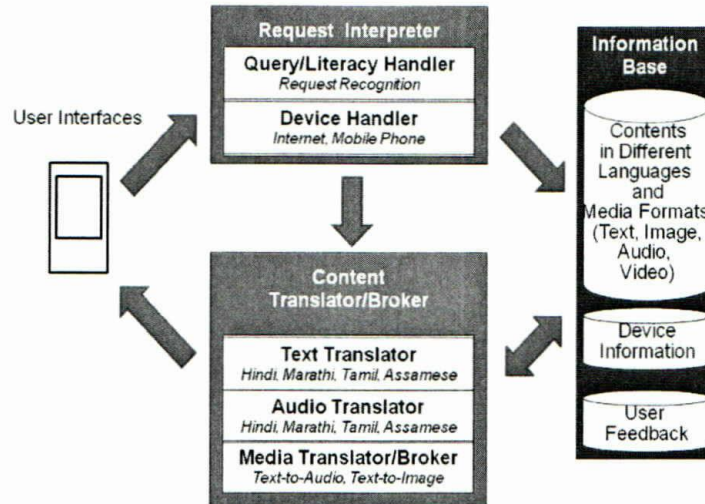 User Interfaces
Request Interpreter
Query/Literacy Handler
Request Recognition
Device Handler
Internet, Mobile Phone
Content
Translator/Broker
Text Translator
Hindi, Marathi, Tamil, Assamese
Audio Translator
Hindi, Marathi, Tamil, Assamese
Media Translator/Broker
Text-to-Audio, Text-to-Image
Information
Base
Contents
in Different
Languages
and
Media Formats
(Text, Image,
Audio,
Video)
Device
Information
User
Feedback